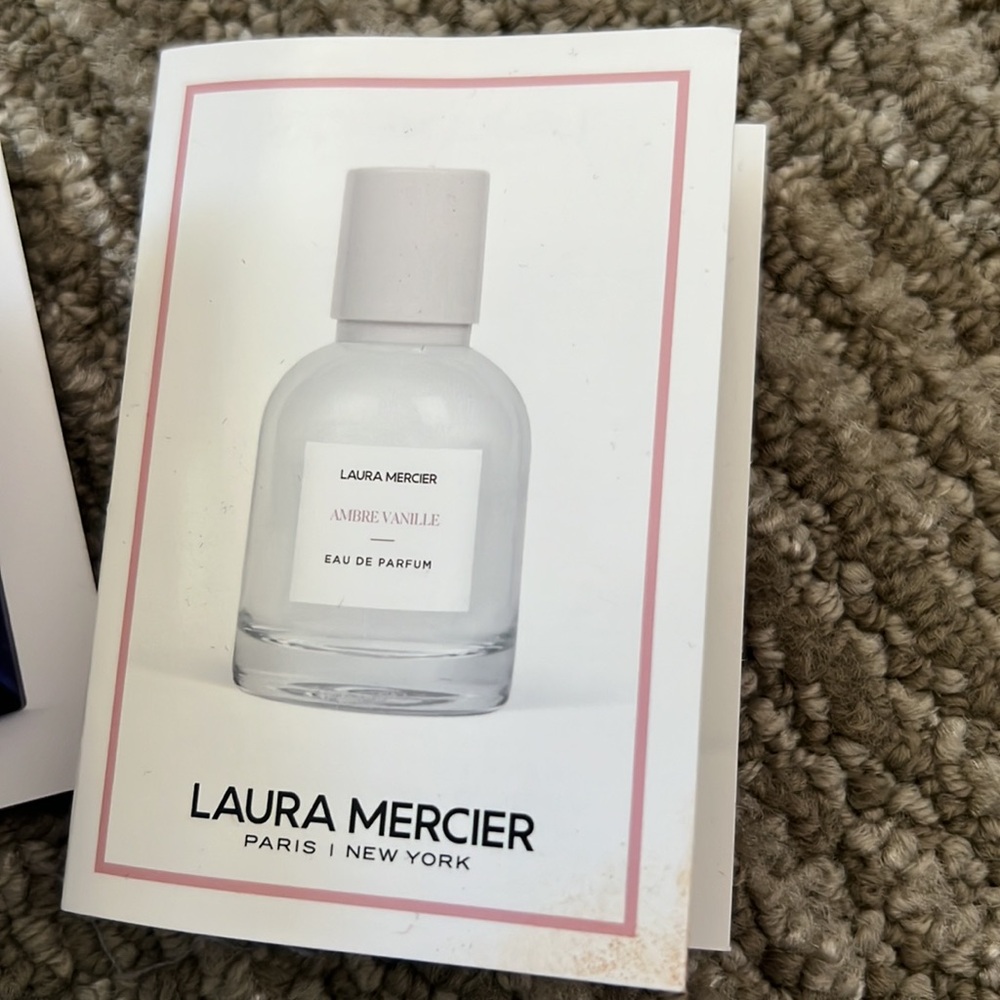 LAURA MERCIER
AMBRE VANILLE
EAU DE PARFUM
LAURA MERCIER
PARIS | NEW YORK